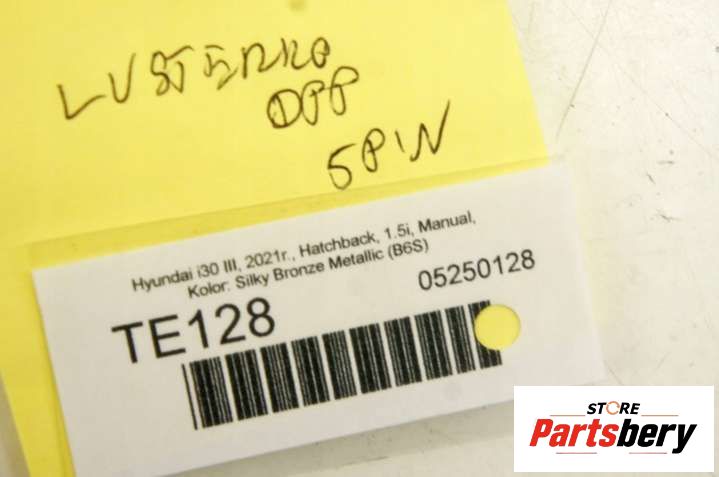 LUSTERKO
OPP
5PIN
Hyundai i30 III, 2021r., Hatchback, 1.5i, Manual,
Kolor: Silky Bronze Metallic (B6S)
05250128
TE128
STORE
Partsbery